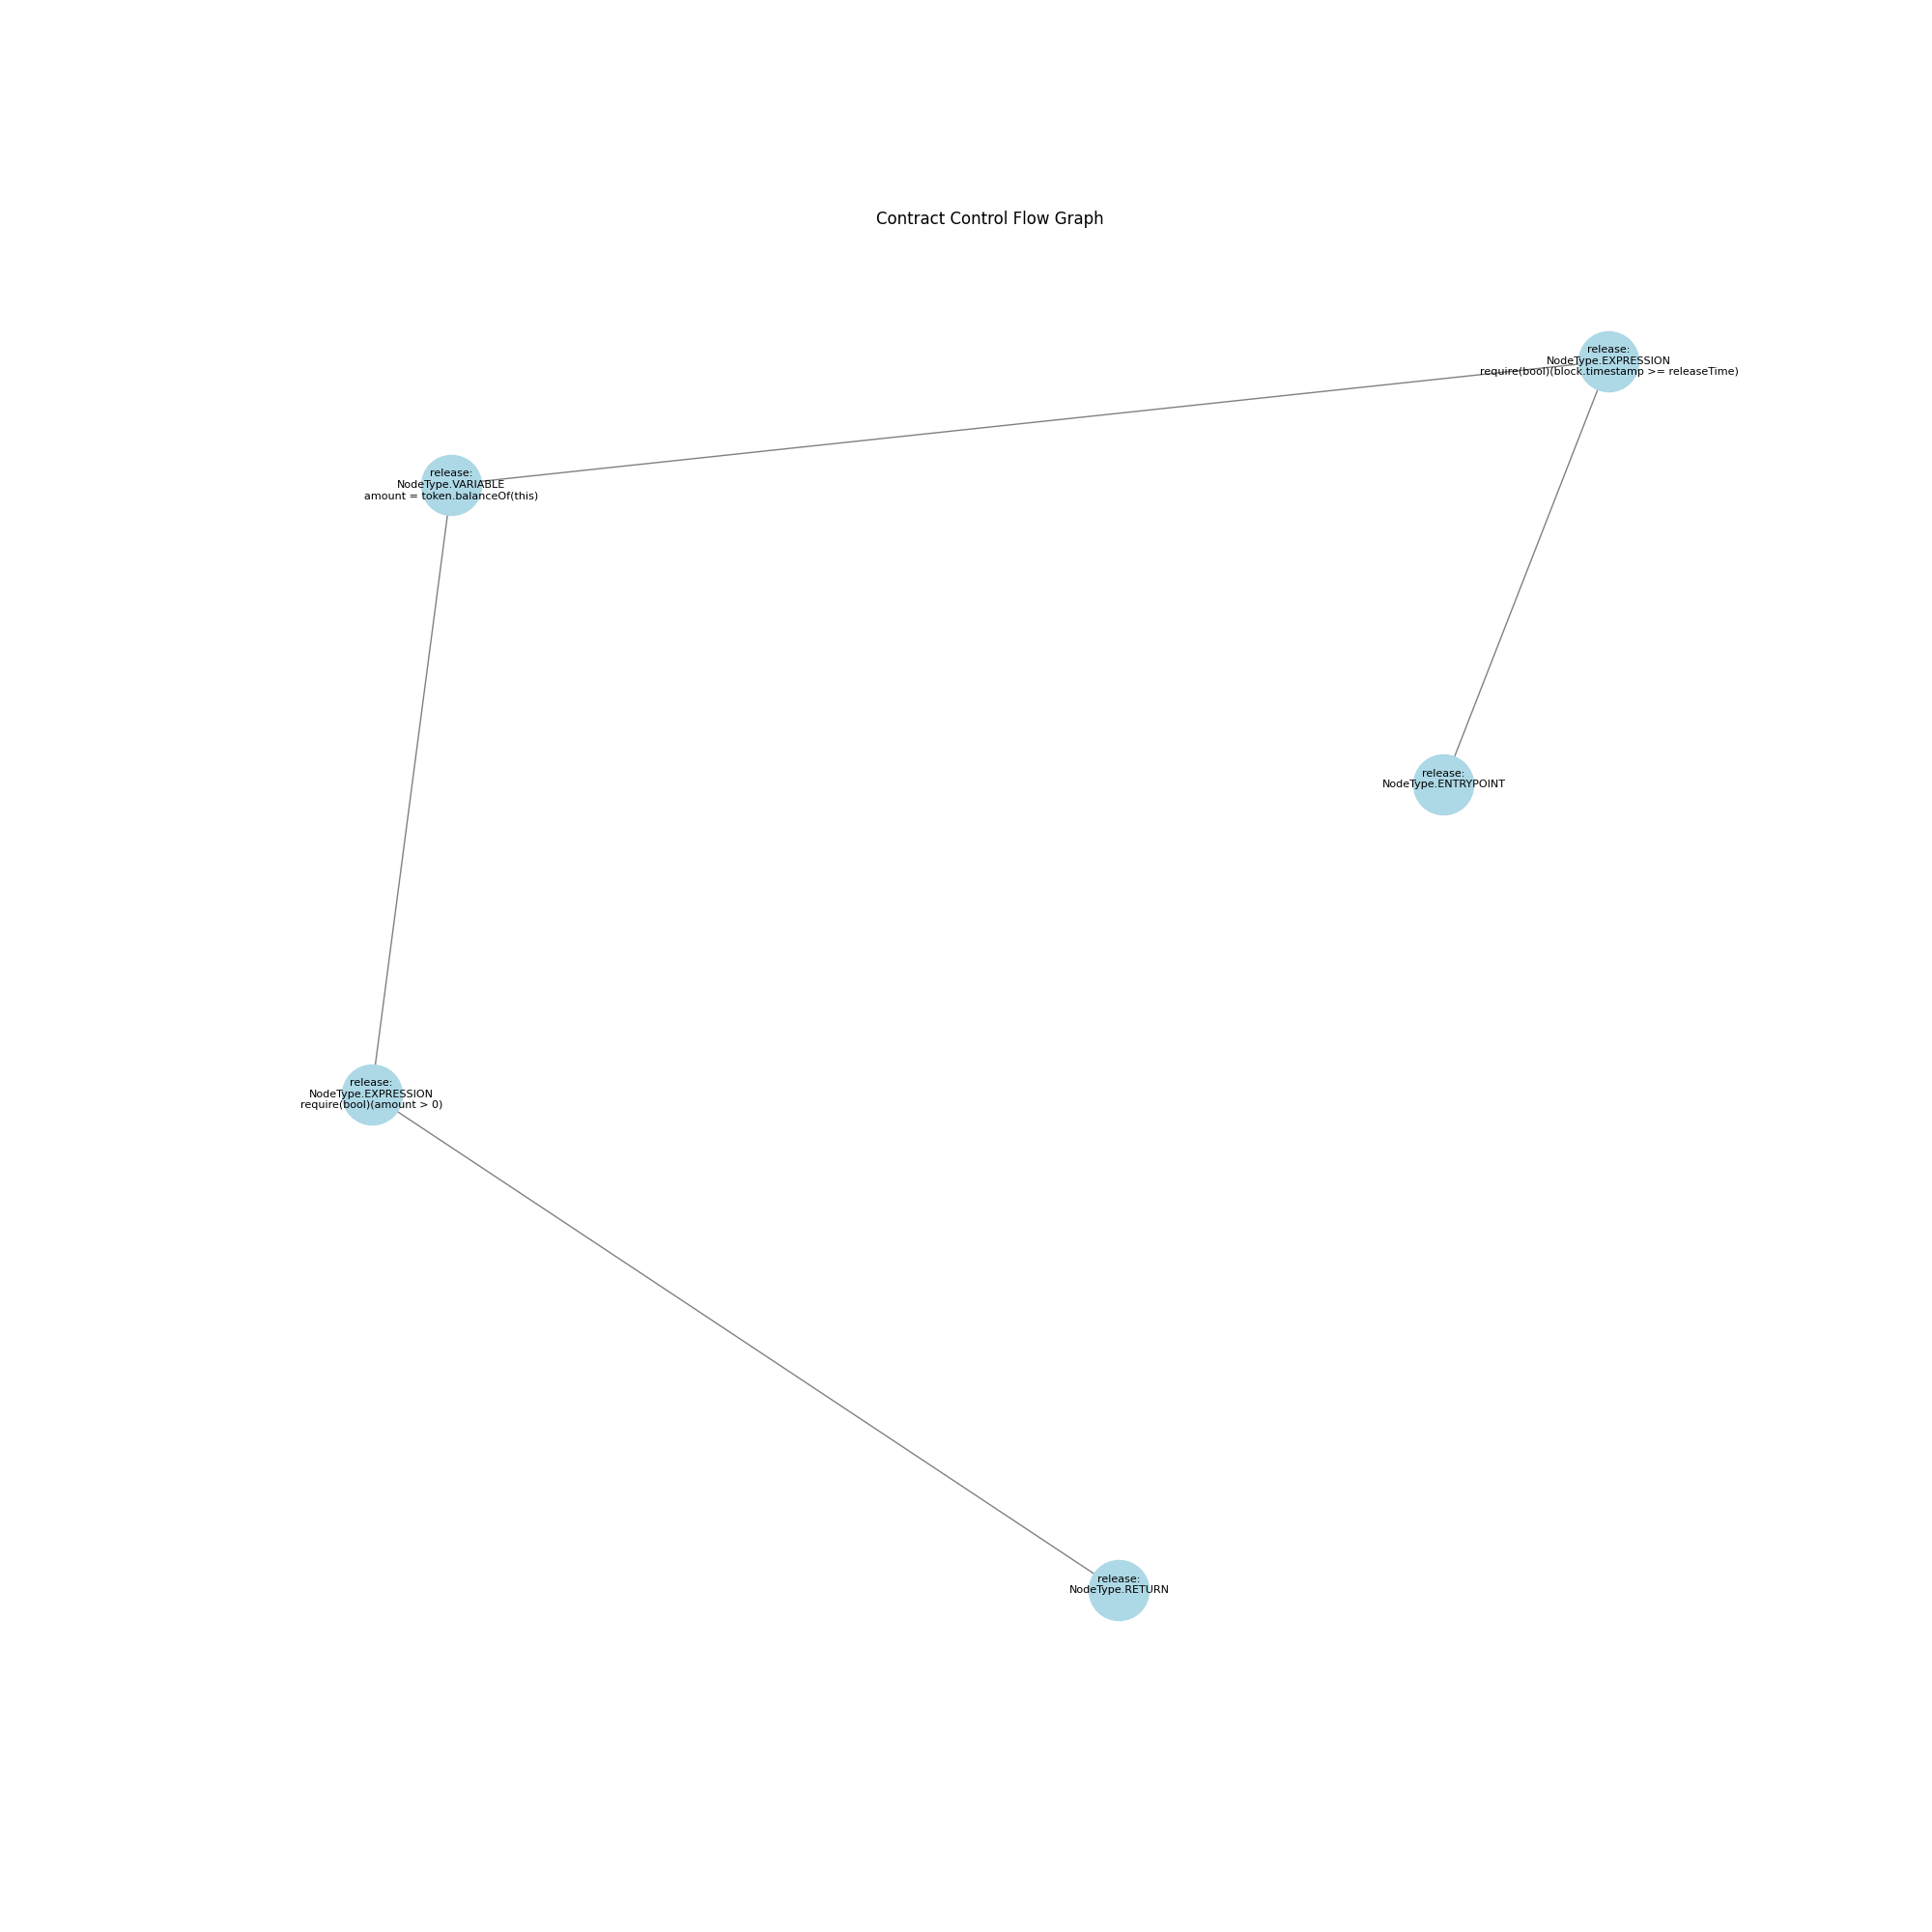 Contract Control Flow Graph
release:
NodeType.EXPRESSION
require(bool)(block.timestamp >= releaseTime)
release:
NodeType.VARIABLE
amount = token.balanceOf(this)
release:
NodeType.ENTRYPOINT
release:
NodeType.EXPRESSION
require(bool)(amount > 0)
release:
NodeType.RETURN